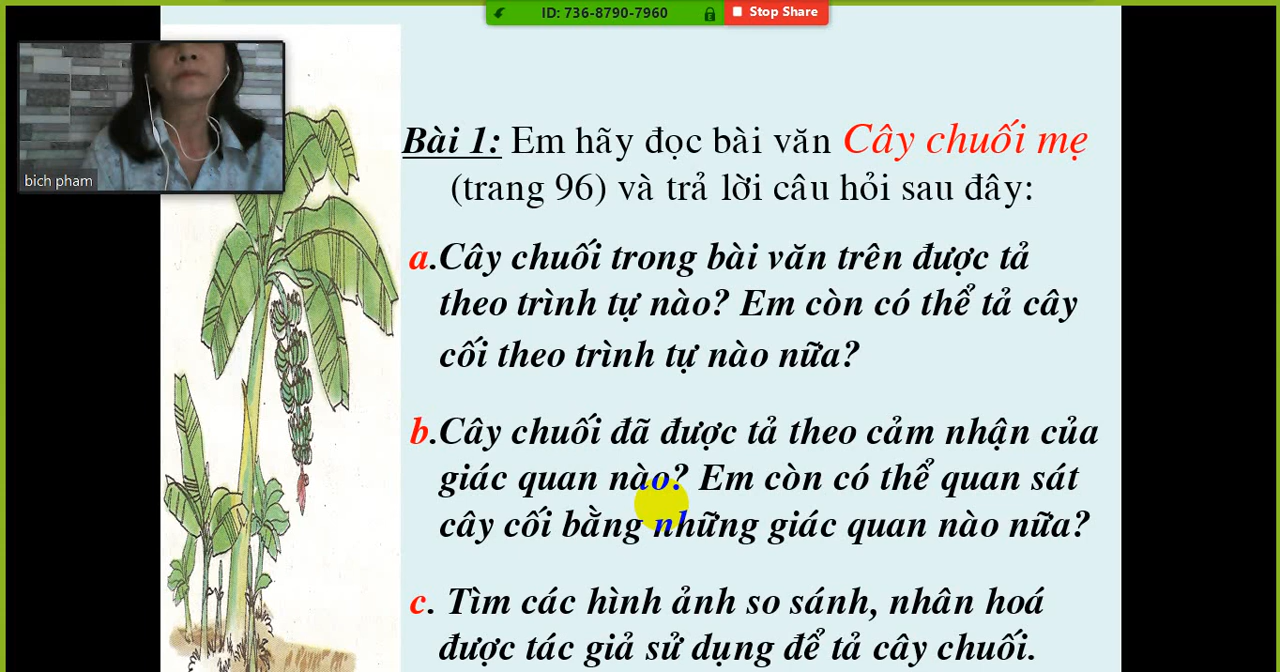 ID: 736-8790-7960
Stop Share
bich pham
Bài 1: Em hãy đọc bài văn Cây chuối mẹ
(trang 96) và trả lời câu hỏi sau đây:
a.Cây chuối trong bài văn trên được tả
theo trình tự nào? Em còn có thể tả cây
cối theo trình tự nào nữa?
b.Cây chuối đã được tả theo cảm nhận của
giác quan nào? Em còn có thể quan sát
cây cối bằng những giác quan nào nữa?
c. Tìm các hình ảnh so sánh, nhân hoá
được tác giả sử dụng để tả cây chuối.